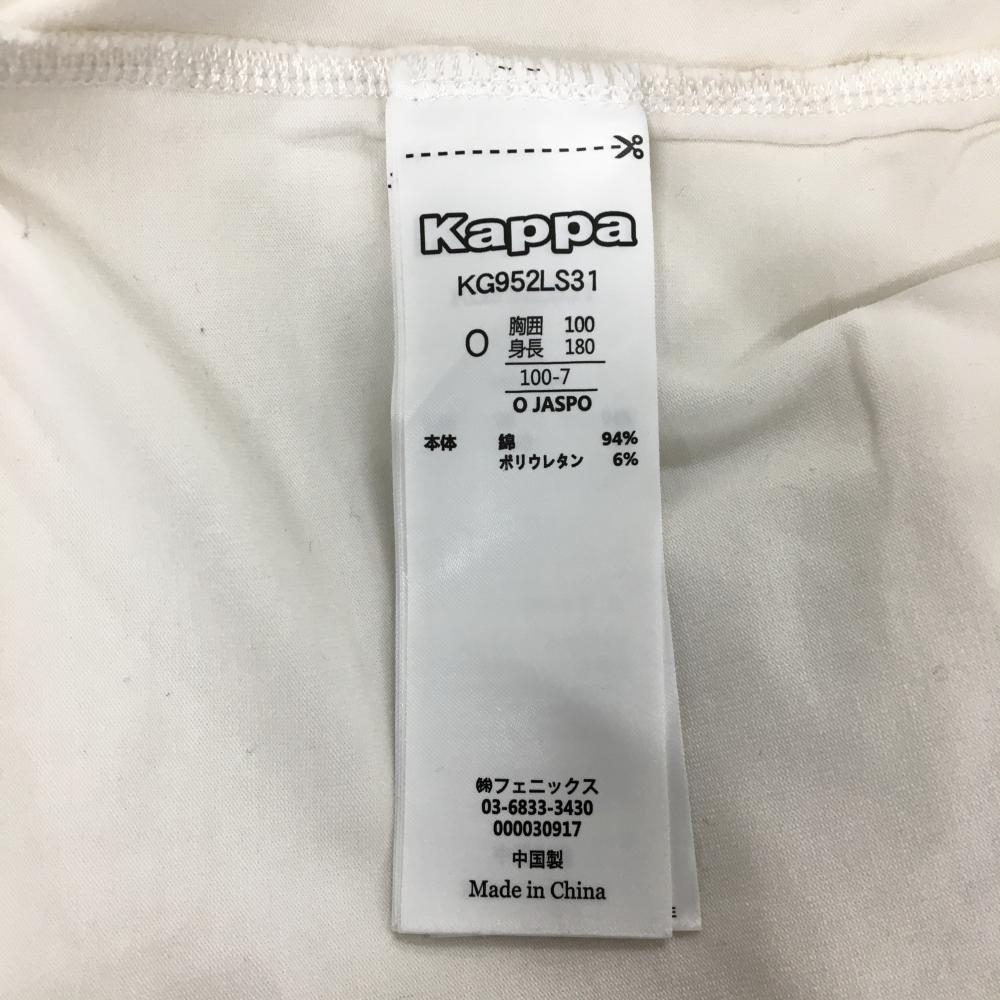 Kappa
KG952LS31
O 胸囲 100
身長 180
100-7
O JASPO
本体 綿 94%
ポリウレタン 6%
㈱フェニックス
03-6833-3430
000030917
中国製
Made in China